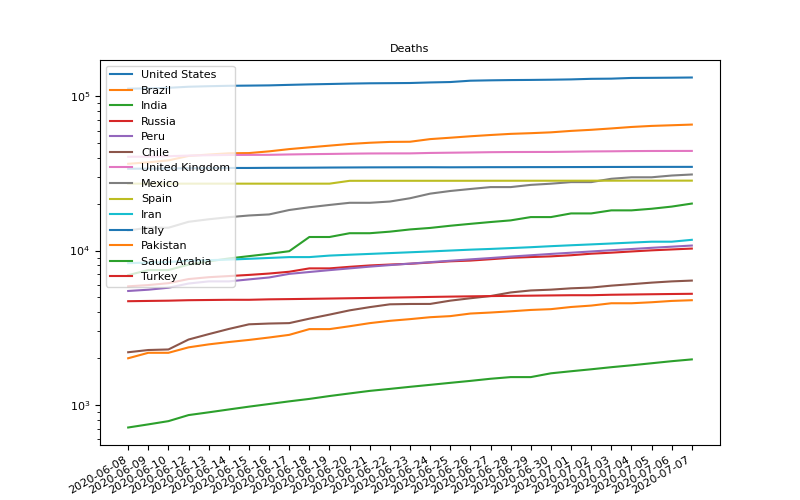 Deaths
United States
Brazil
India
Russia
Peru
Chile
United Kingdom
Mexico
Spain
Iran
Italy
Pakistan
Saudi Arabia
Turkey
10⁵
10⁴
10³
2020-06-08
2020-06-09
2020-06-10
2020-06-12
2020-06-13
2020-06-14
2020-06-15
2020-06-16
2020-06-17
2020-06-18
2020-06-19
2020-06-20
2020-06-21
2020-06-22
2020-06-23
2020-06-24
2020-06-25
2020-06-26
2020-06-27
2020-06-28
2020-06-29
2020-06-30
2020-07-01
2020-07-02
2020-07-03
2020-07-04
2020-07-05
2020-07-06
2020-07-07